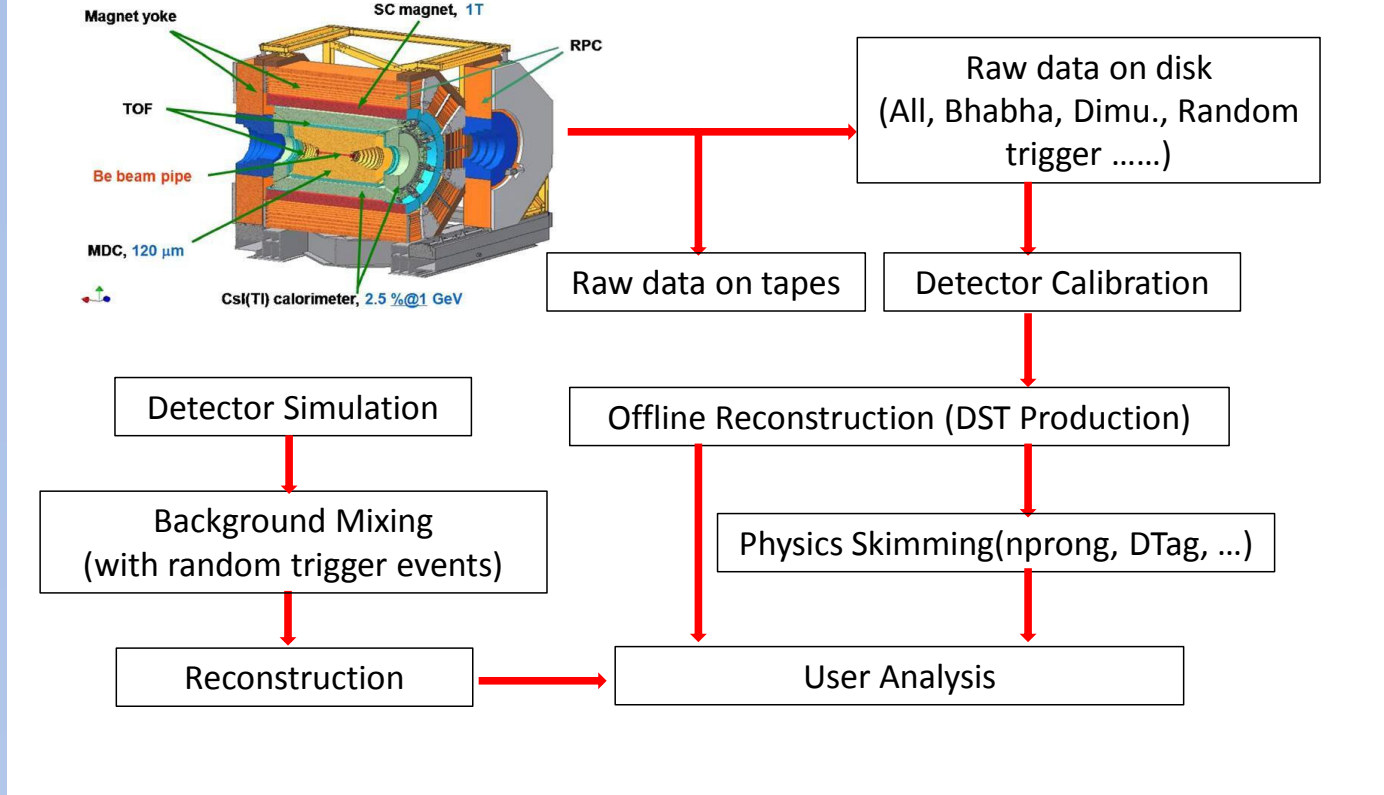 Magnet yoke
SC magnet, 1T
RPC
TOF
Be beam pipe
MDC, 120 μm
CsI(Tl) calorimeter, 2.5 %@1 GeV
Raw data on disk
(All, Bhabha, Dimu., Random
trigger ……)
Raw data on tapes
Detector Calibration
Detector Simulation
Offline Reconstruction (DST Production)
Background Mixing
(with random trigger events)
Physics Skimming(nprong, DTag, …)
Reconstruction
User Analysis